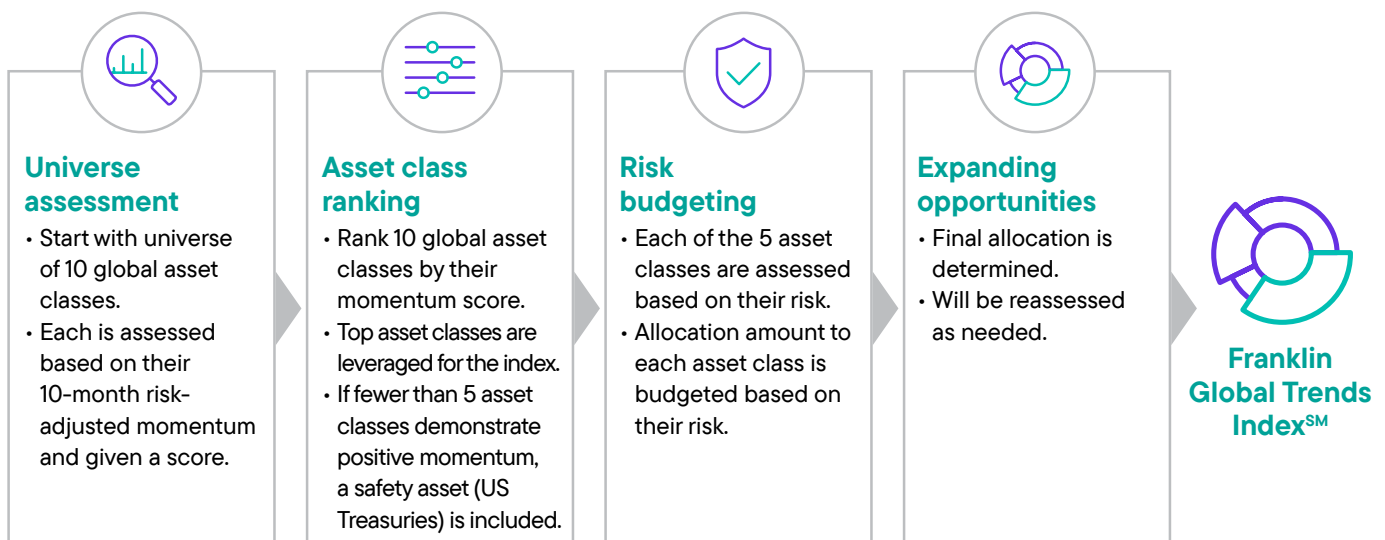 Universe
assessment
• Start with universe
of 10 global asset
classes.
• Each is assessed
based on their
10-month risk-
adjusted momentum
and given a score.
Asset class
ranking
• Rank 10 global asset
classes by their
momentum score.
• Top asset classes are
leveraged for the index.
• If fewer than 5 asset
classes demonstrate
positive momentum,
a safety asset (US
Treasuries) is included.
Risk
budgeting
• Each of the 5 asset
classes are assessed
based on their risk.
• Allocation amount to
each asset class is
budgeted based on
their risk.
Expanding
opportunities
• Final allocation is
determined.
• Will be reassessed
as needed.
Franklin
Global Trends
Index℠